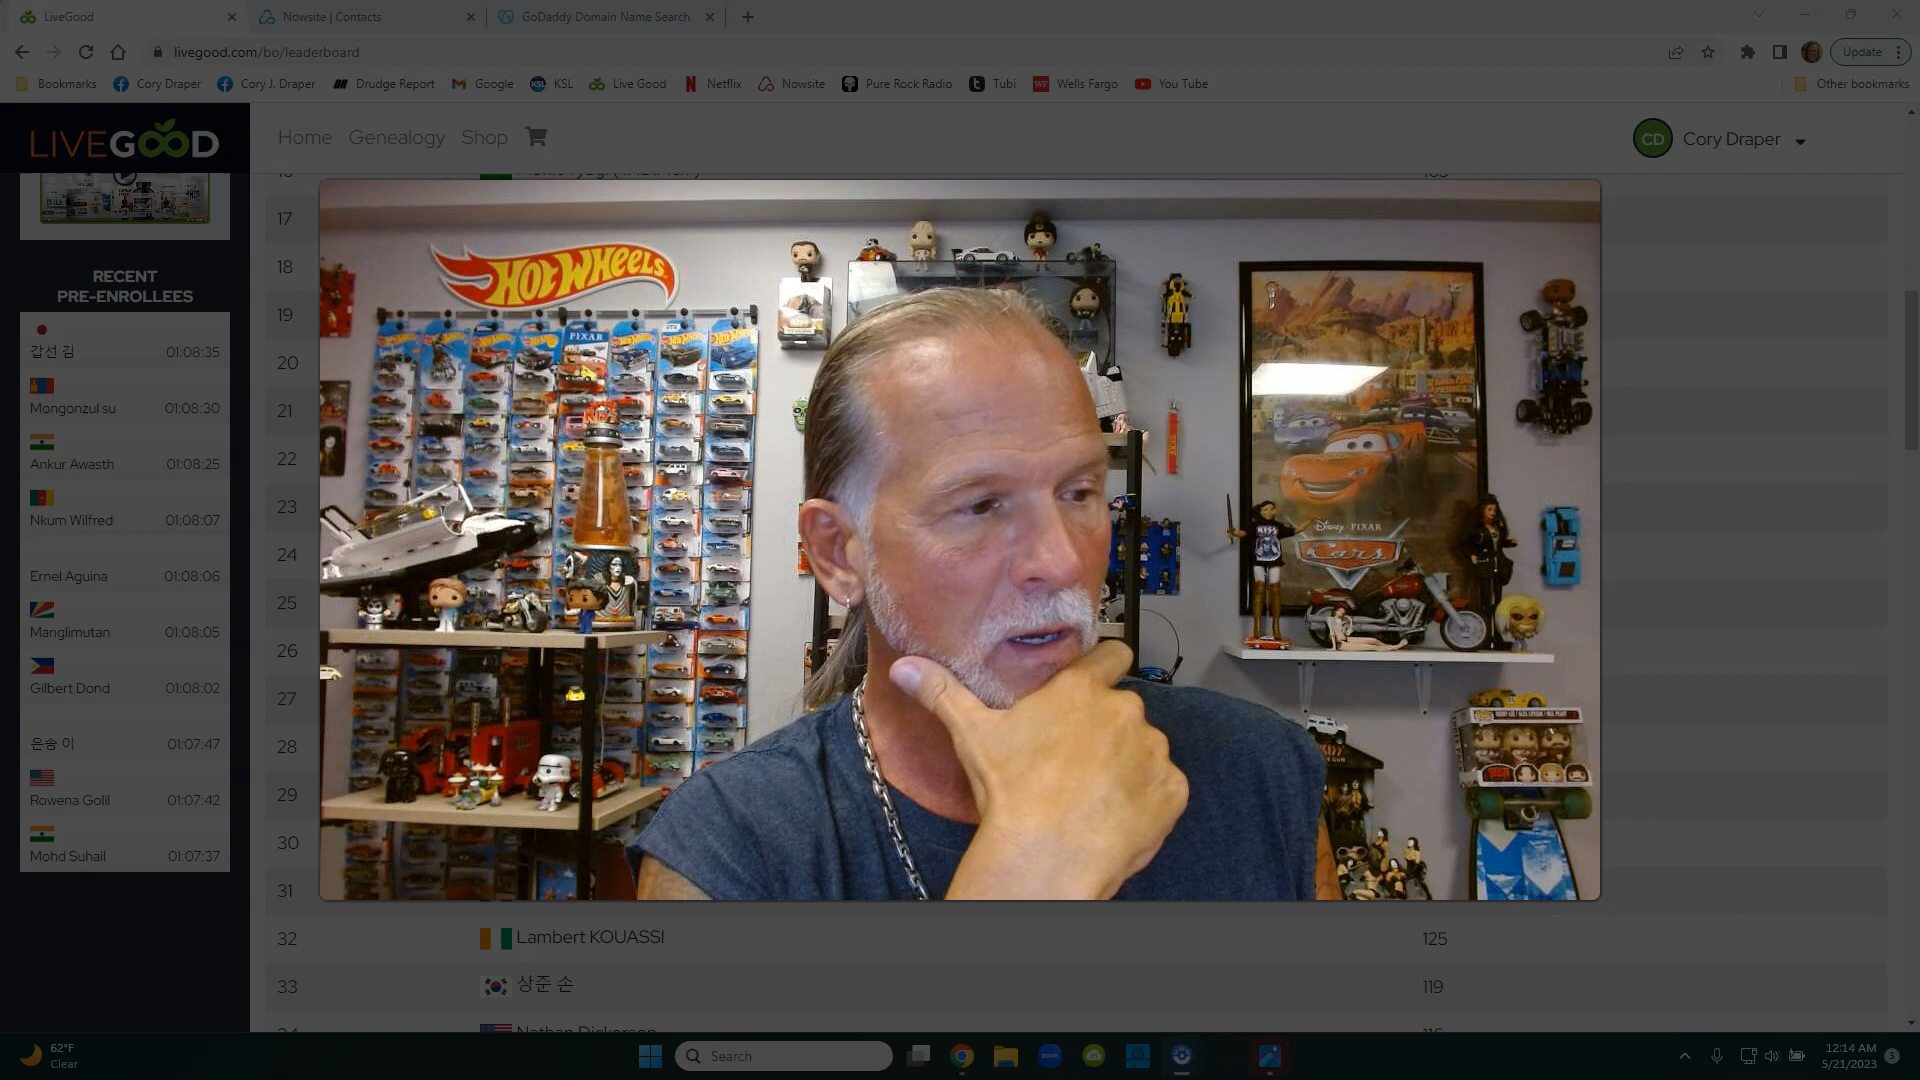 LiveGood
Nowsite | Contacts
GoDaddy Domain Name Search
livegood.com/bo/leaderboard
Update
Bookmarks
Cory Draper
Cory J. Draper
Drudge Report
Google
KSL
Live Good
Netflix
Nowsite
Pure Rock Radio
Tubi
Wells Fargo
You Tube
Other bookmarks
LIVEGOOD
Home
Genealogy
Shop
CD
Cory Draper
RECENT
PRE-ENROLLEES
갑선 김 01:08:35
Mongonzul su 01:08:30
Ankur Awasth 01:08:25
Nkum Wilfred 01:08:07
Ernel Aguina 01:08:06
Manglimutan 01:08:05
Gilbert Dond 01:08:02
은송 이 01:07:47
Rowena Golil 01:07:42
Mohd Suhail 01:07:37
17
18
19
20
21
22
23
24
25
26
27
28
29
30
31
32 Lambert KOUASSI 125
33 상준 손 119
34 Nathan Dickerson 116
HOT WHEELS
PIXAR
KISS
Disney PIXAR
Cars
62°F
Clear
Search
zoom
12:14 AM
5/21/2023
3